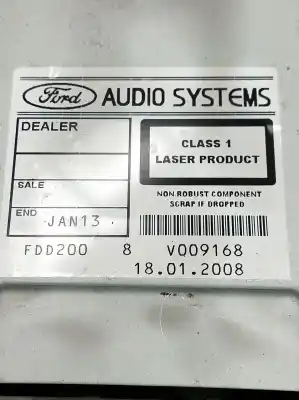 Ford AUDIO SYSTEMS
DEALER
CLASS 1
LASER PRODUCT
SALE
NON ROBUST COMPONENT
SCRAP IF DROPPED
END JAN13
FDD200 8 V009168
18.01.2008